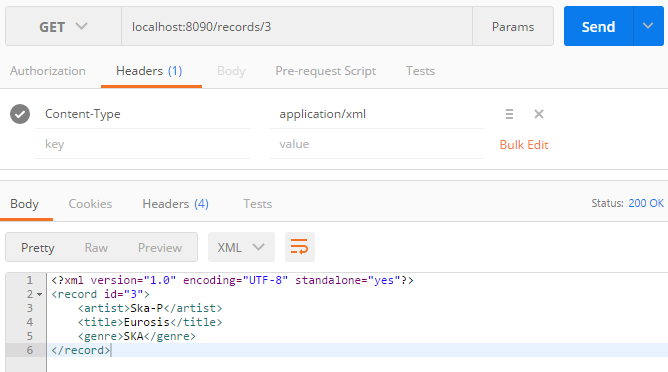 GET localhost:8090/records/3 Params Send
Authorization Headers (1) Body Pre-request Script Tests
Content-Type application/xml
key value Bulk Edit
Body Cookies Headers (4) Tests Status: 200 OK
Pretty Raw Preview XML
1 <?xml version="1.0" encoding="UTF-8" standalone="yes"?>
2 <record id="3">
3 <artist>Ska-P</artist>
4 <title>Eurosis</title>
5 <genre>SKA</genre>
6 </record>